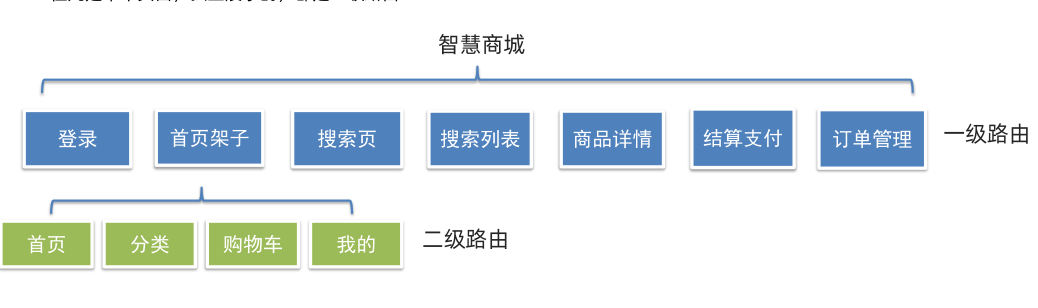 智慧商城
登录
首页架子
搜索页
搜索列表
商品详情
结算支付
订单管理
一级路由
首页
分类
购物车
我的
二级路由